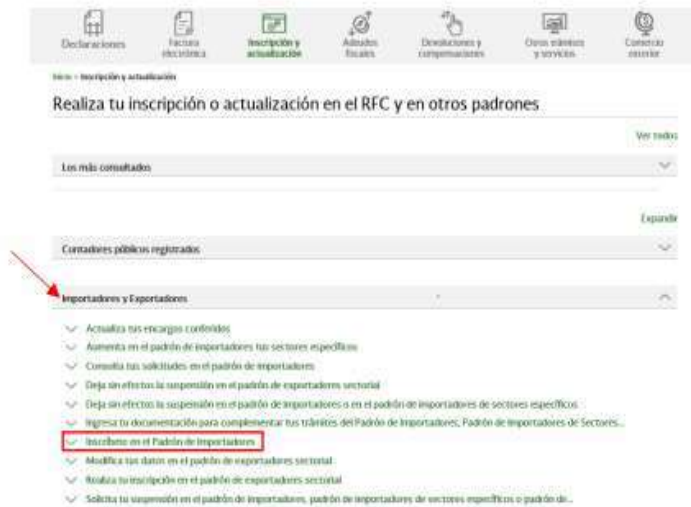 Declaraciones
Factura electrónica
Inscripción y actualización
Adeudos fiscales
Devoluciones y compensaciones
Otros trámites y servicios
Comercio exterior
Inicio > Inscripción y actualización
Realiza tu inscripción o actualización en el RFC y en otros padrones
Ver todos
Los más consultados
Expandir
Contadores públicos registrados
Importadores y Exportadores
Actualiza tus encargos conferidos
Aumenta en el padrón de importadores tus sectores específicos
Consulta tus solicitudes en el padrón de importadores
Deja sin efectos la suspensión en el padrón de exportadores sectorial
Deja sin efectos la suspensión en el padrón de importadores o en el padrón de importadores de sectores específicos
Ingresa tu documentación para complementar tus trámites del Padrón de Importadores, Padrón de Importadores de Sectores...
Inscríbete en el Padrón de Importadores
Modifica tus datos en el padrón de exportadores sectorial
Realiza tu inscripción en el padrón de exportadores sectorial
Solicita tu suspensión en el padrón de importadores, padrón de importadores de sectores específicos o padrón de...